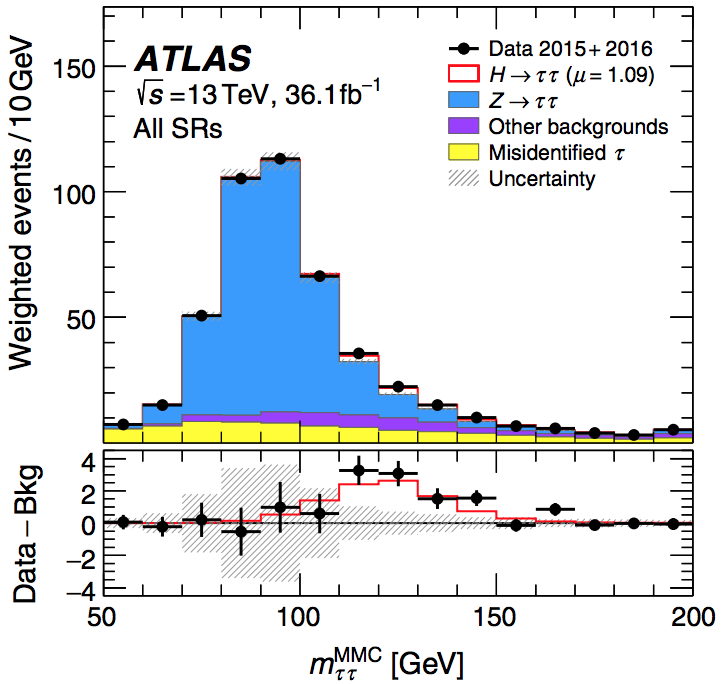 Weighted events / 10 GeV
150
100
50
ATLAS
√s = 13 TeV, 36.1 fb⁻¹
All SRs
Data 2015 + 2016
H → ττ (μ = 1.09)
Z → ττ
Other backgrounds
Misidentified τ
Uncertainty
Data − Bkg
4
2
0
−2
−4
50
100
150
200
m_ττ^MMC [GeV]